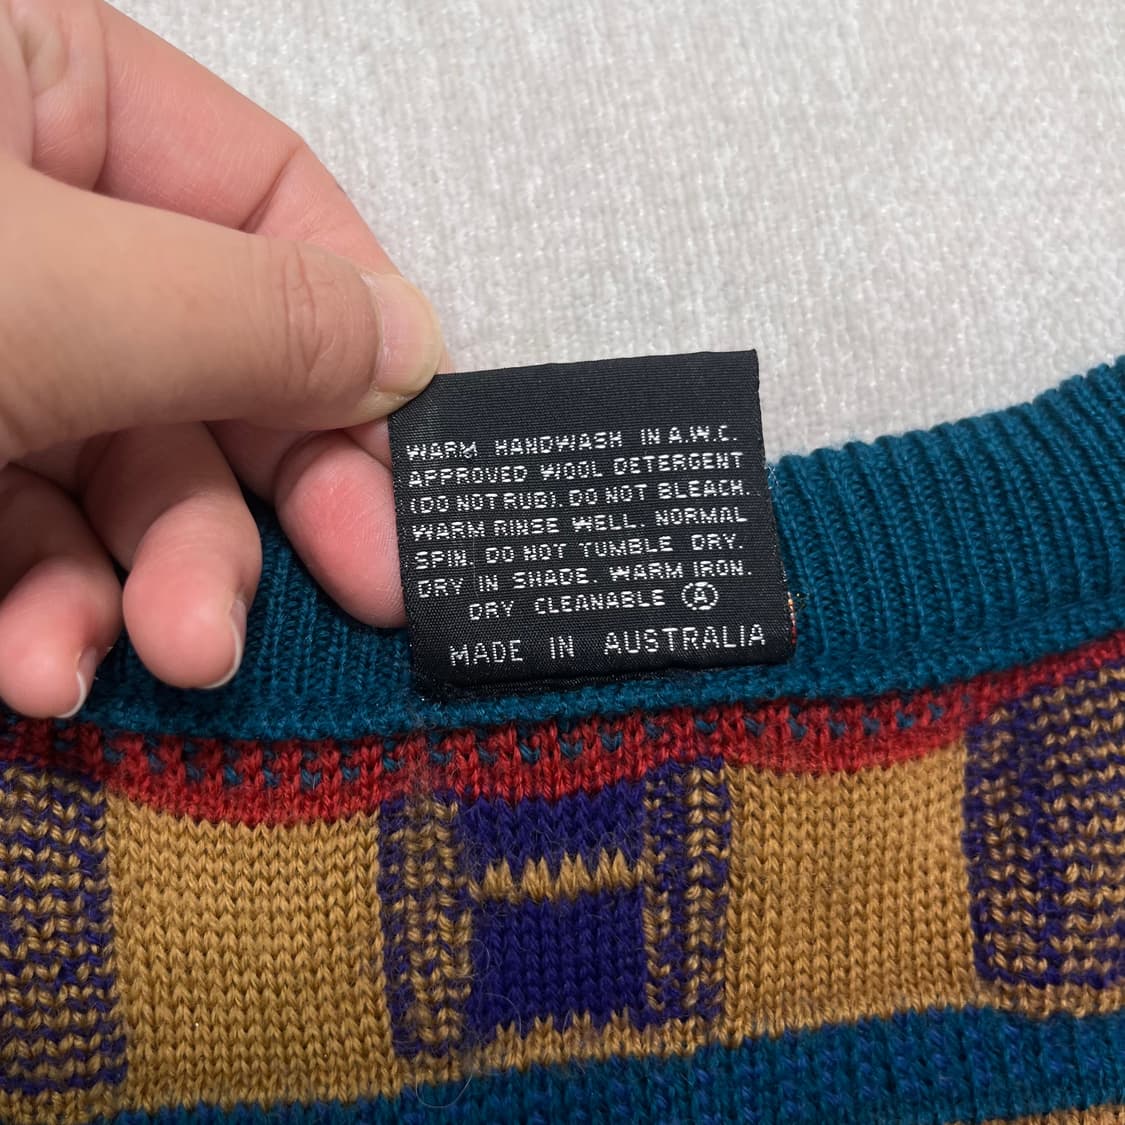 WARM HANDWASH IN A.W.C.
APPROVED WOOL DETERGENT
(DO NOT RUB). DO NOT BLEACH.
WARM RINSE WELL. NORMAL
SPIN. DO NOT TUMBLE DRY.
DRY IN SHADE. WARM IRON.
DRY CLEANABLE Ⓐ
MADE IN AUSTRALIA